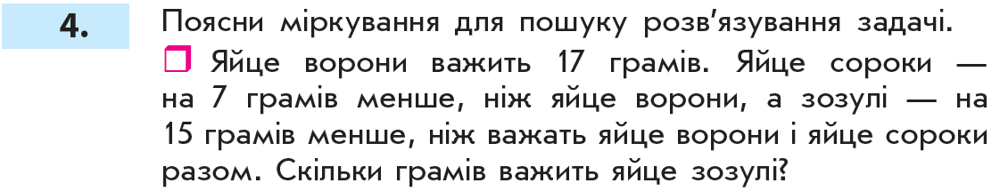 4. Поясни міркування для пошуку розв’язування задачі.
Яйце ворони важить 17 грамів. Яйце сороки —
на 7 грамів менше, ніж яйце ворони, а зозулі — на
15 грамів менше, ніж важать яйце ворони і яйце сороки
разом. Скільки грамів важить яйце зозулі?